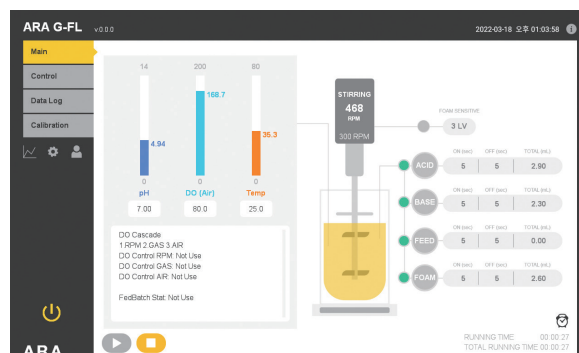 ARA G-FL v.0.0.0
2022-03-18 오후 01:03:58
Main
Control
Data Log
Calibration
14 200 80
4.94 168.7 35.3
0 0 0
pH DO (Air) Temp
7.00 60.0 25.0
DO Cascade
1.RPM 2.GAS 3.AIR
DO Control RPM: Not Use
DO Control GAS: Not Use
DO Control AIR: Not Use
FedBatch Stat: Not Use
STIRRING
468
RPM
300 RPM
FOAM SENSITIVE
3 LV
ON (sec) OFF (sec) TOTAL (mL)
ACID 5 5 2.90
ON (sec) OFF (sec) TOTAL (mL)
BASE 5 5 2.30
ON (sec) OFF (sec) TOTAL (mL)
FEED 5 5 0.00
ON (sec) OFF (sec) TOTAL (mL)
FOAM 5 5 2.60
RUNNING TIME 00:00:27
TOTAL RUNNING TIME 00:00:27
ARA